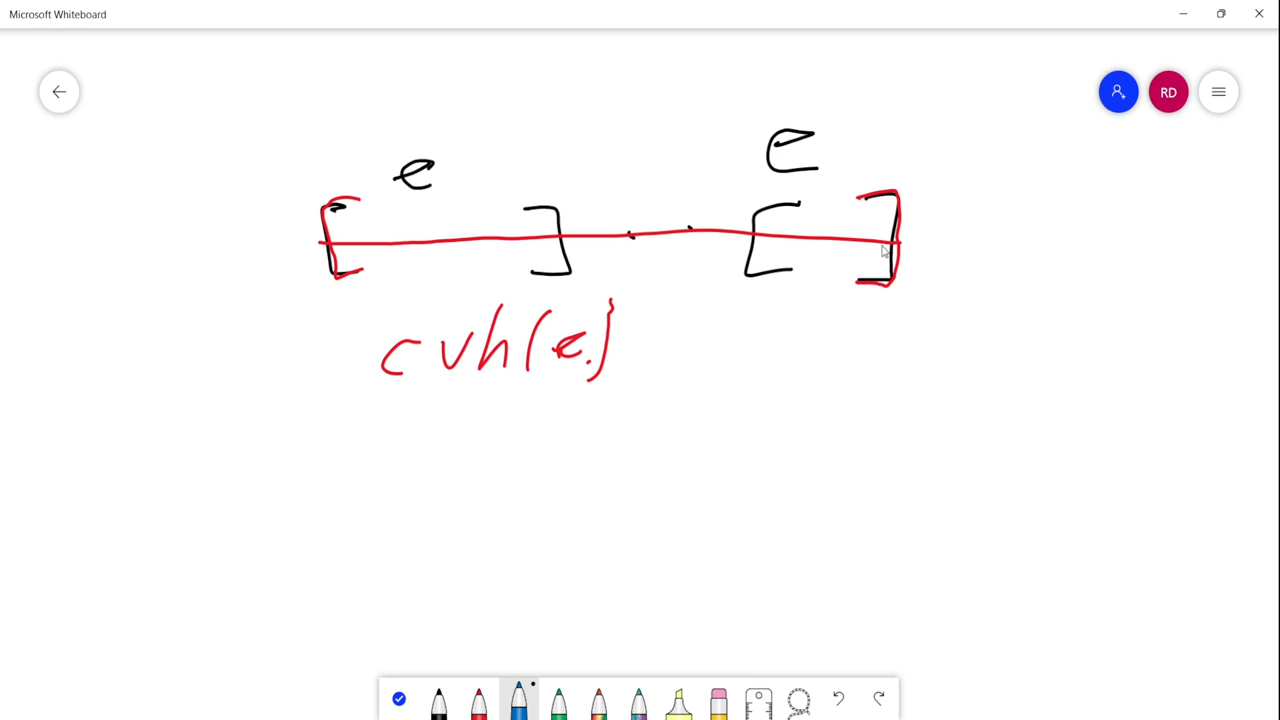 Microsoft Whiteboard
RD
e E
[ ] . . [ ]
cvh(e.)